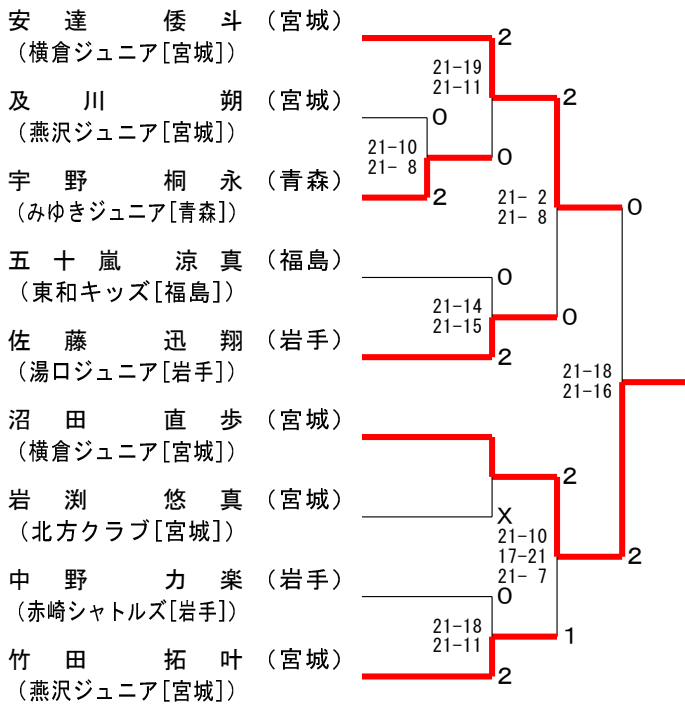 安達 倭斗 (宮城)
(横倉ジュニア[宮城])
及川 朔 (宮城)
(燕沢ジュニア[宮城])
宇野 桐永 (青森)
(みゆきジュニア[青森])
五十嵐 涼真 (福島)
(東和キッズ[福島])
佐藤 迅翔 (岩手)
(湯口ジュニア[岩手])
沼田 直歩 (宮城)
(横倉ジュニア[宮城])
岩渕 悠真 (宮城)
(北方クラブ[宮城])
中野 力楽 (岩手)
(赤崎シャトルズ[岩手])
竹田 拓叶 (宮城)
(燕沢ジュニア[宮城])
0
21-10
21- 8
2
2
21-19
21-11
0
0
21-14
21-15
2
X
0
21-18
21-11
2
2
21- 2
21- 8
0
2
21-10
17-21
21- 7
1
0
21-18
21-16
2